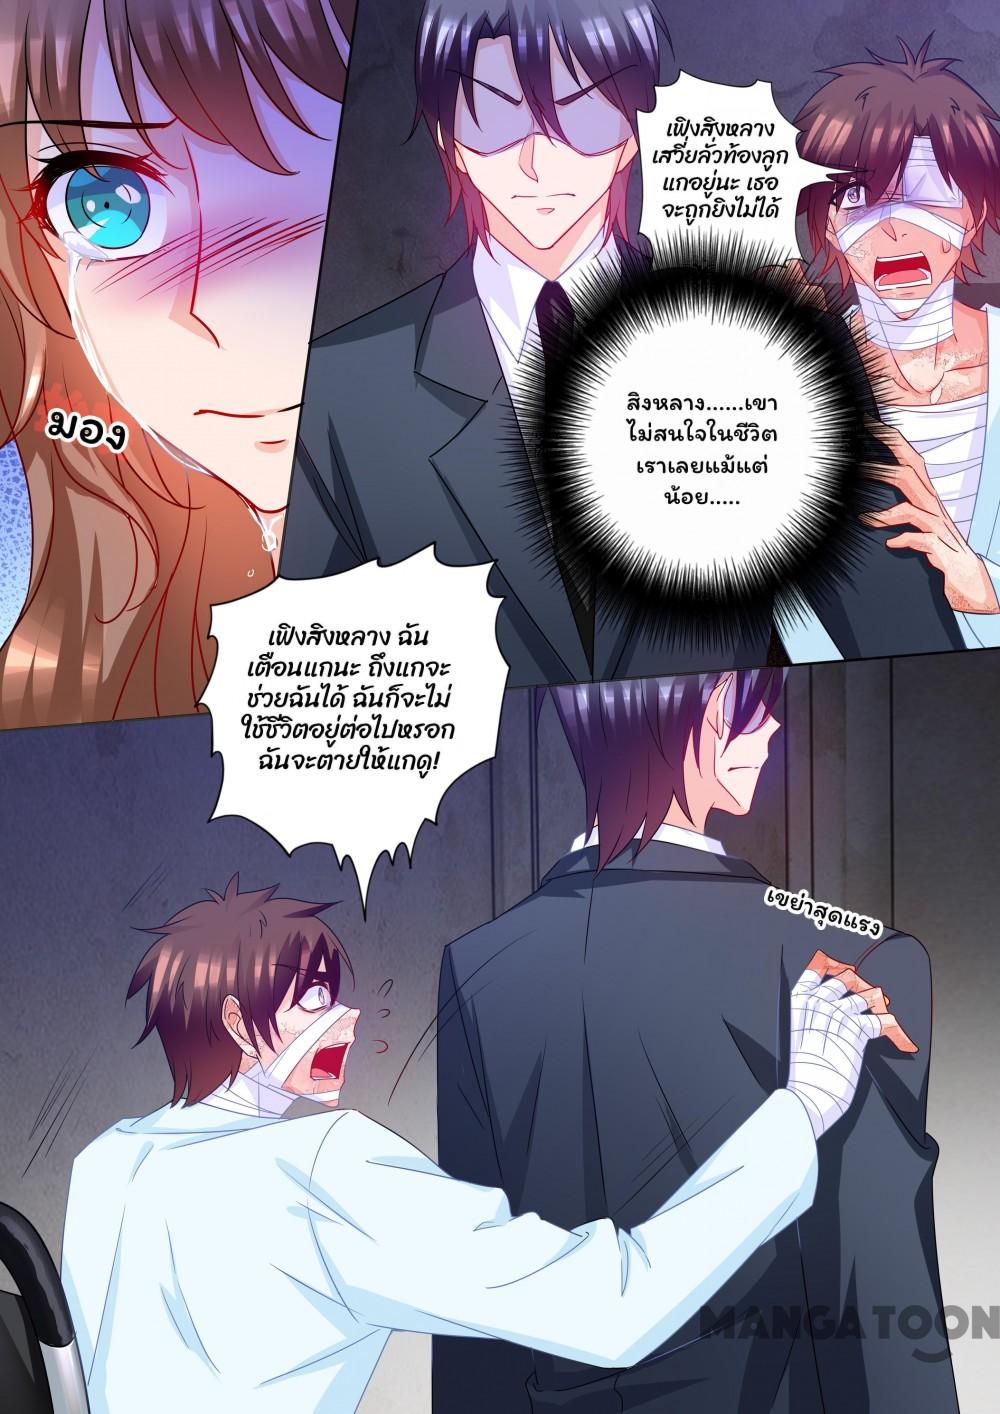 เฟิงสิงหลาง
เสวี่ยลั่วท้องลูก
แกอยู่นะ เธอ
จะถูกยิงไม่ได้
สิงหลาง......เขา
ไม่สนใจในชีวิต
เราเลยแม้แต่
น้อย.....
มอง
เฟิงสิงหลาง ฉัน
เตือนแกนะ ถึงแกจะ
ช่วยฉันได้ ฉันก็จะไม่
ใช้ชีวิตอยู่ต่อไปหรอก
ฉันจะตายให้แกดู!
เขย่าสุดแรง
MANGATOON